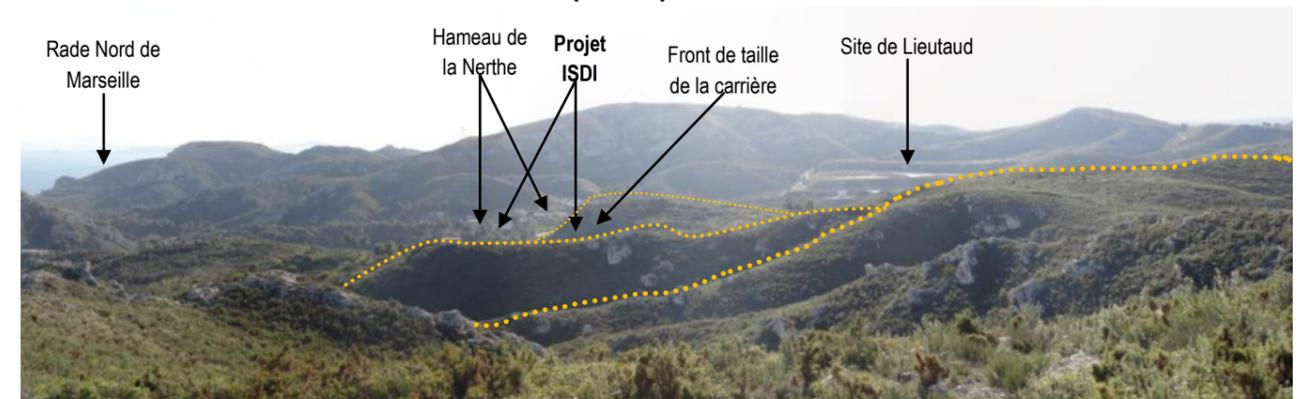 Rade Nord de
Marseille
Hameau de
la Nerthe
Projet
ISDI
Front de taille
de la carrière
Site de Lieutaud